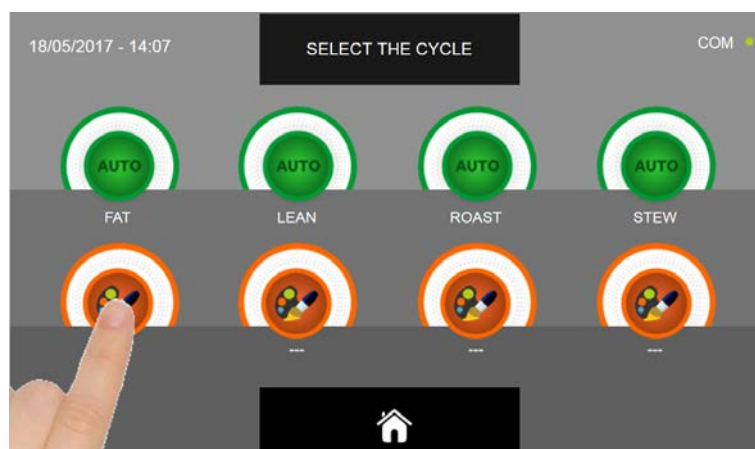 18/05/2017 - 14:07
SELECT THE CYCLE
COM
AUTO AUTO AUTO AUTO
FAT LEAN ROAST STEW
--- --- ---